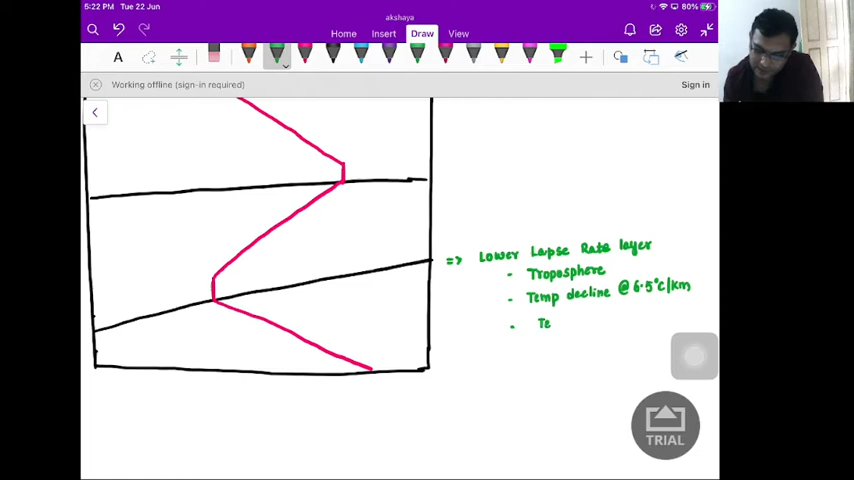 5:22 PM Tue 22 Jun
80%
akshaya
Home Insert Draw View
Working offline (sign-in required)
Sign in
=> Lower Lapse Rate layer
- Troposphere
- Temp decline @ 6.5°c/km
. Te
TRIAL